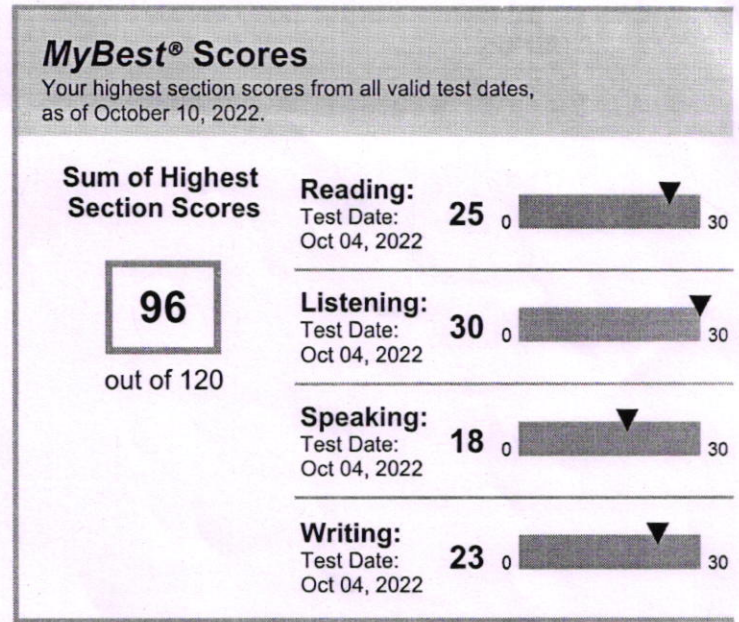 MyBest® Scores
Your highest section scores from all valid test dates,
as of October 10, 2022.
Sum of Highest
Section Scores
96
out of 120
Reading:
Test Date:
Oct 04, 2022
25
0
30
Listening:
Test Date:
Oct 04, 2022
30
0
30
Speaking:
Test Date:
Oct 04, 2022
18
0
30
Writing:
Test Date:
Oct 04, 2022
23
0
30